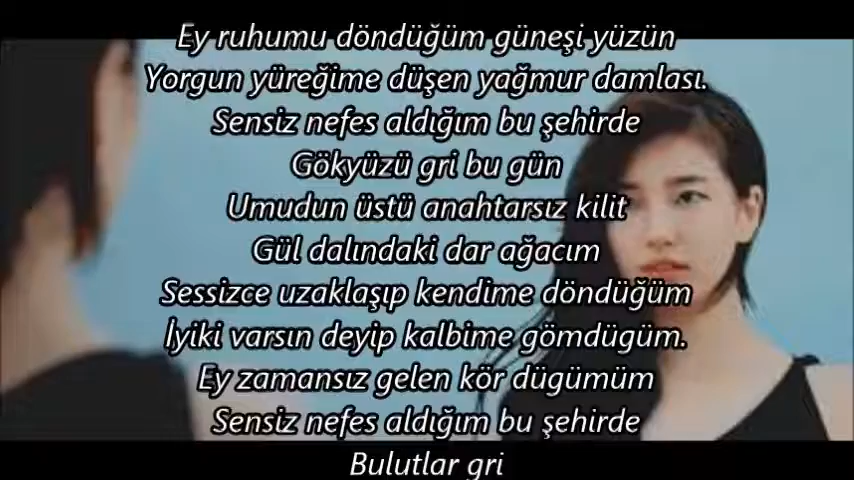 Ey ruhumu döndüğüm güneşi yüzün
Yorgun yüreğime düşen yağmur damlası.
Sensiz nefes aldığım bu şehirde
Gökyüzü gri bu gün
Umudun üstü anahtarsız kilit
Gül dalındaki dar ağacım
Sessizce uzaklaşıp kendime döndüğüm
İyiki varsın deyip kalbime gömdügüm.
Ey zamansız gelen kör dügümüm
Sensiz nefes aldığım bu şehirde
Bulutlar gri